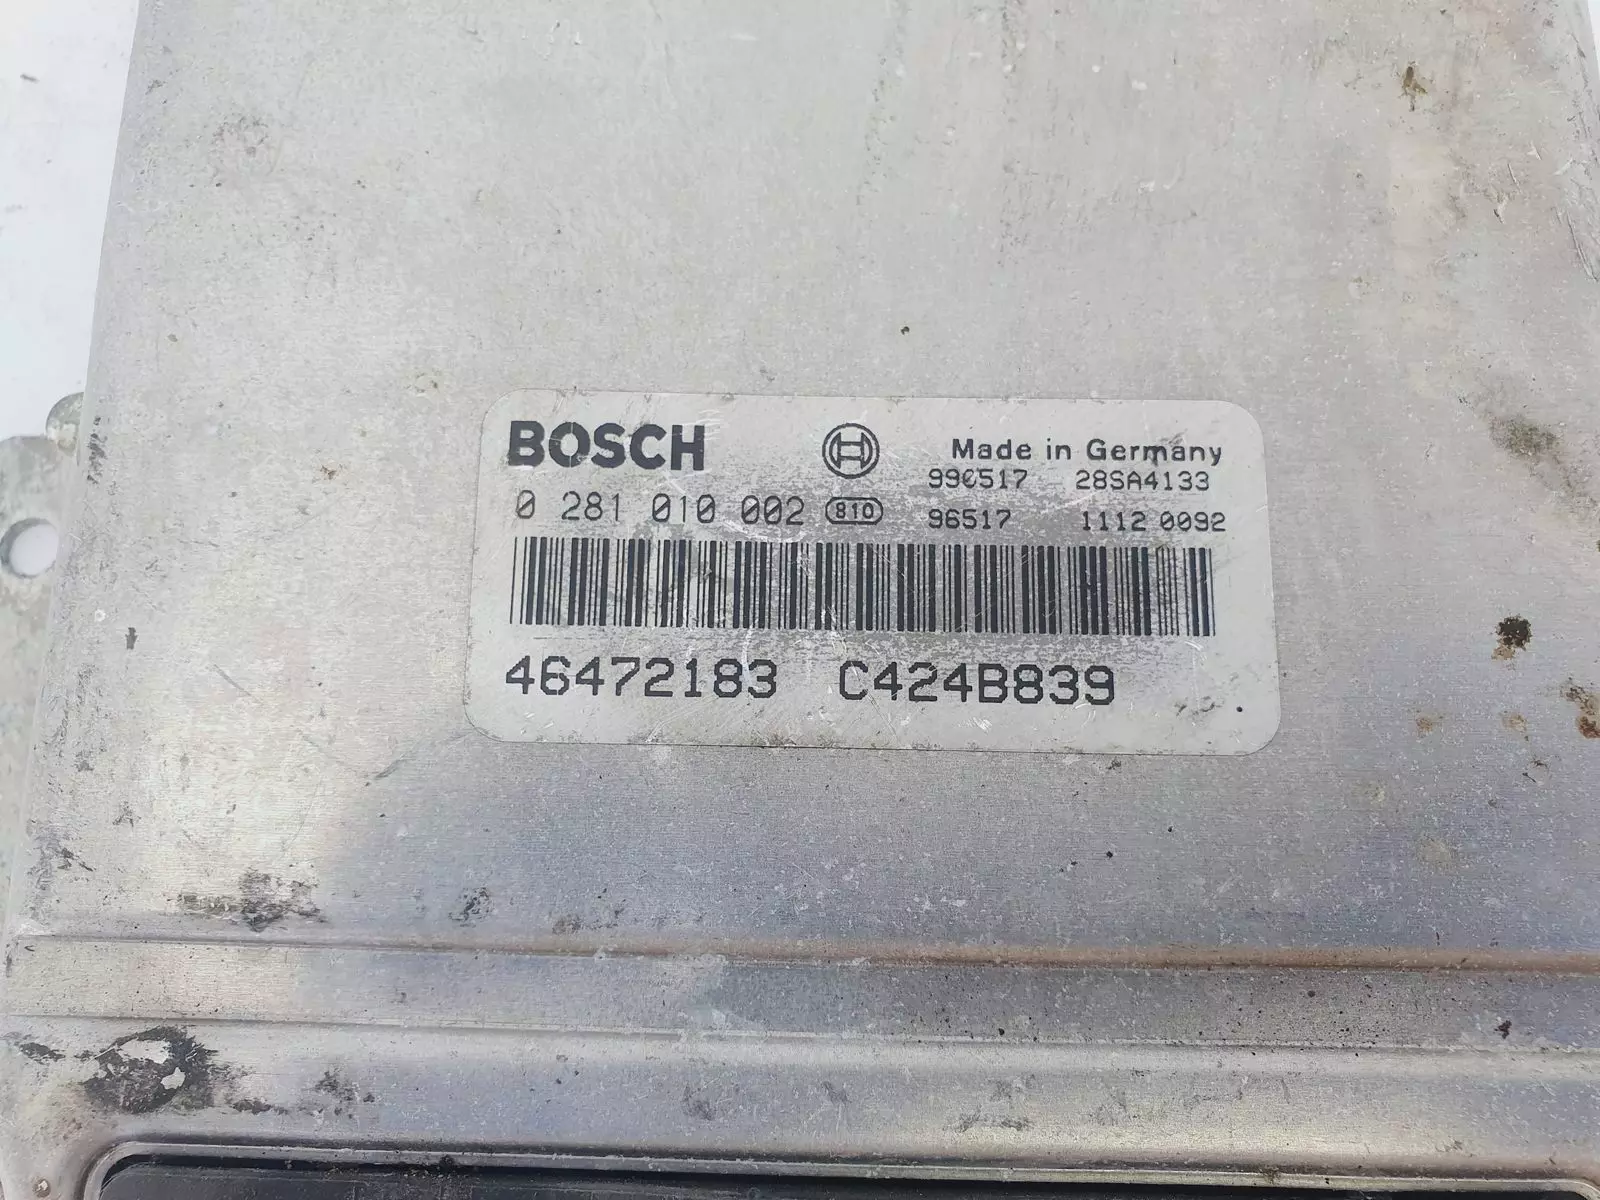 BOSCH
Made in Germany
990517 28SA4133
0 281 010 002 810
96517 1112 0092
46472183 C424B839